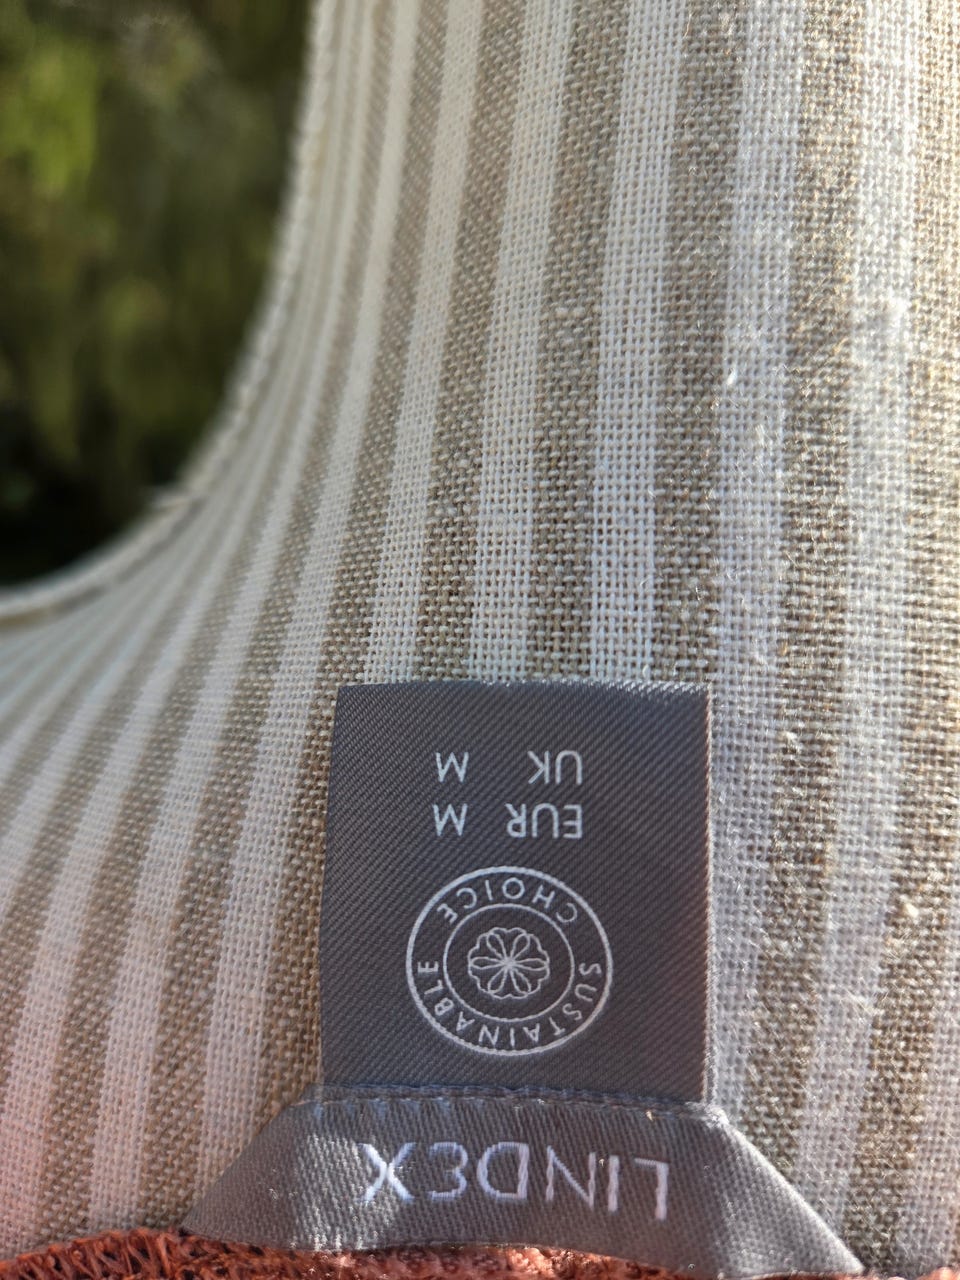 LINDEX
SUSTAINABLE
CHOICE
EUR M
UK M